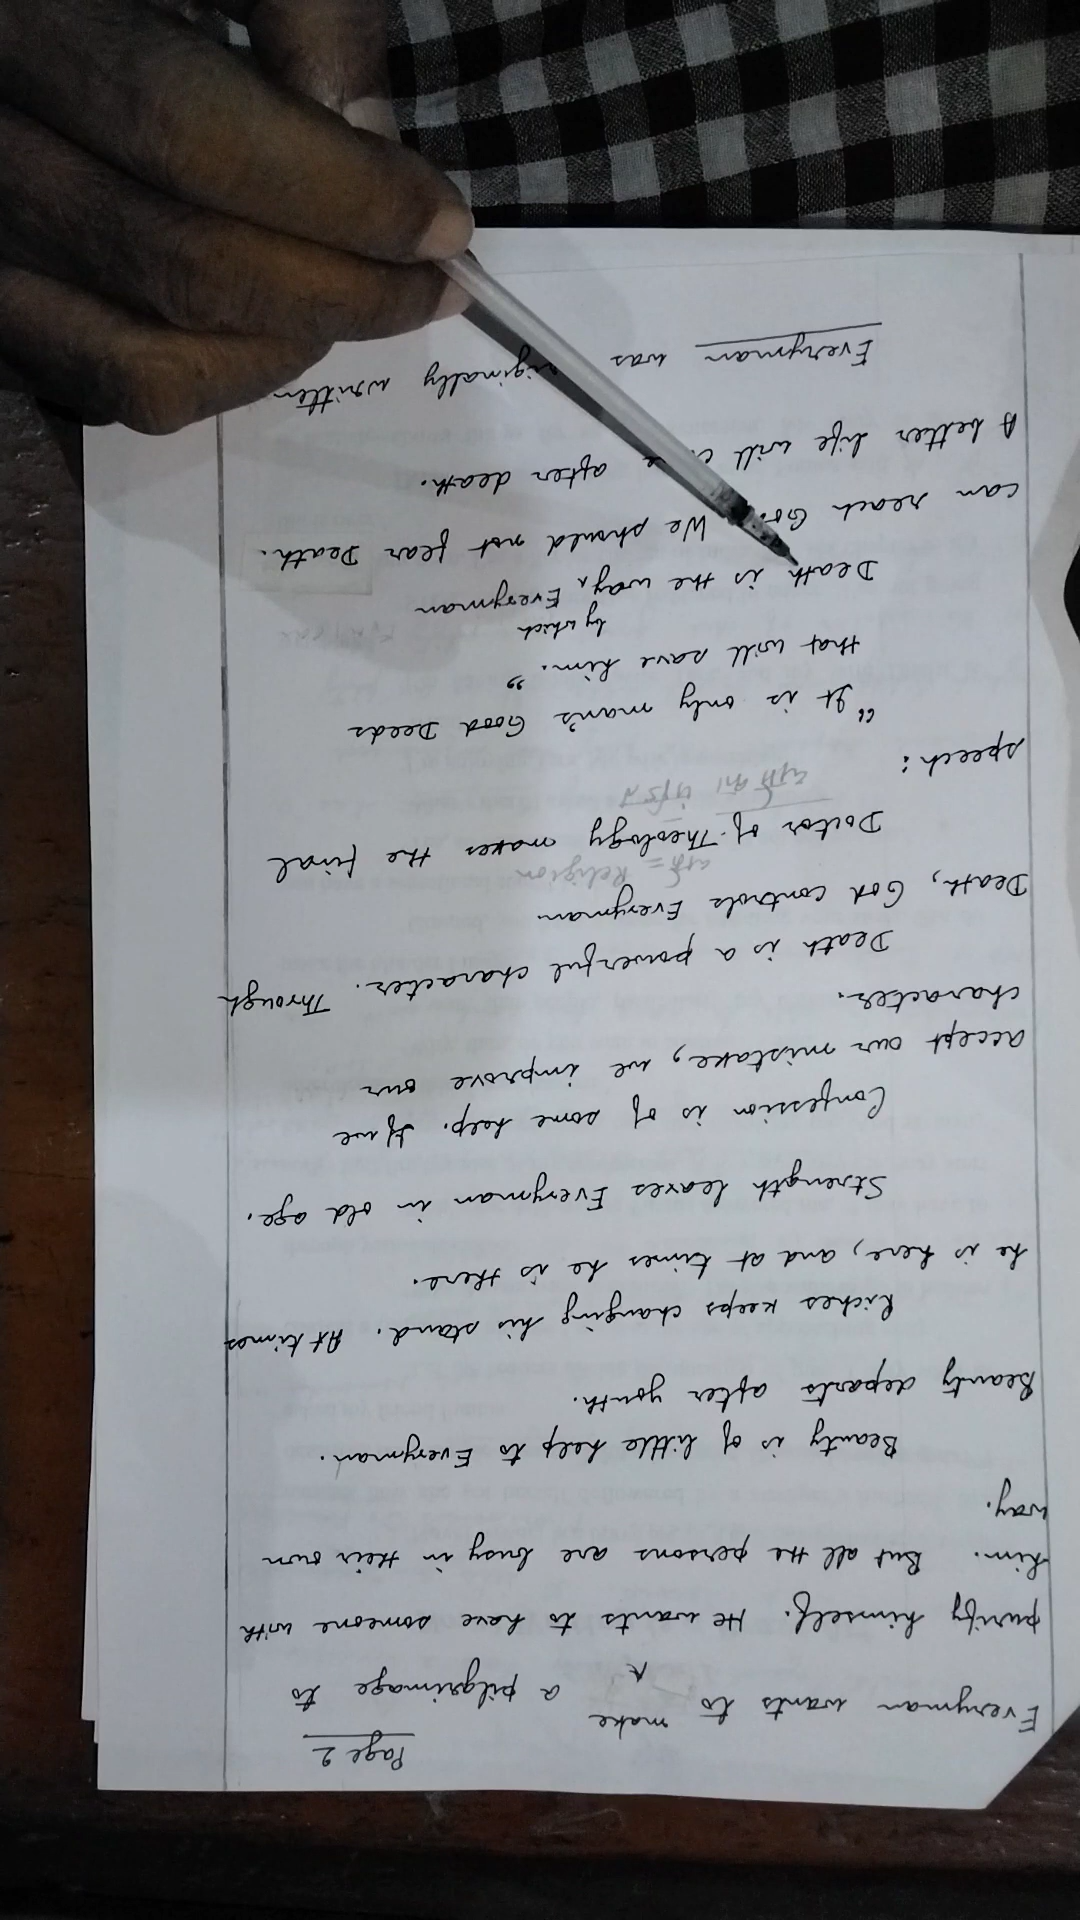 Page 2
Everyman wants to make a pilgrimage to
purify himself. He wants to have someone with
him. But all the persons are busy in their own
way.
Beauty is of little help to Everyman.
Beauty departs after youth.
Riches keeps changing his stand. At times
he is here, and at times he is there.
Strength leaves Everyman in old age.
Confession is of some help. If we
accept our mistake, we improve our
character.
Death is a powerful character. Through
Death, God controls Everyman.
धर्म = Religion
Doctor of Theology makes the final
speech:
"It is only man's Good Deeds
that will save him."
by which
Death is the way, Everyman
can reach God. We should not fear Death.
A better life will come after death.
Everyman was originally written